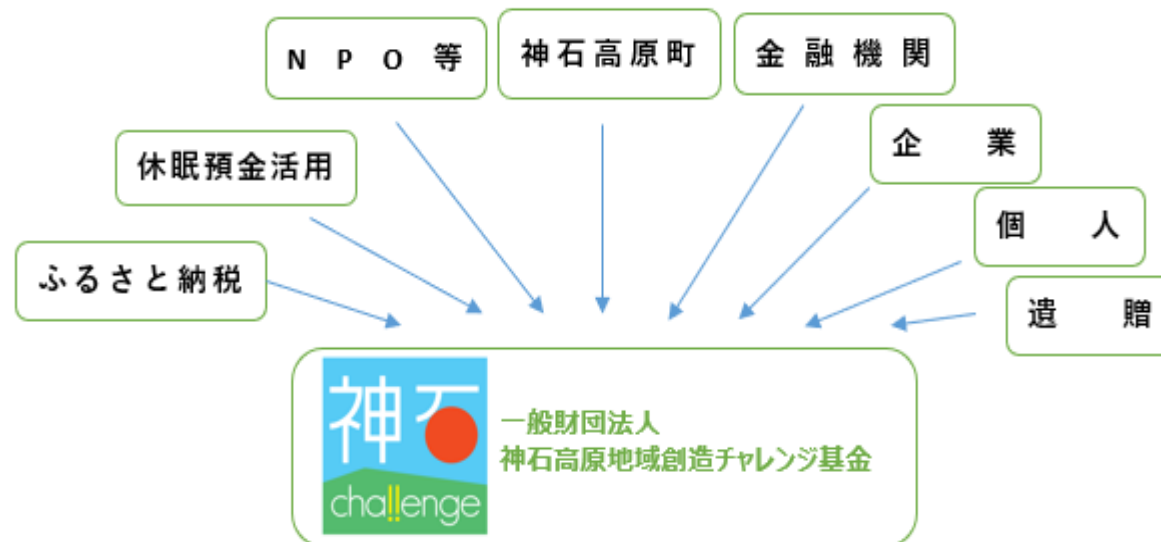 NPO等
神石高原町
金融機関
企業
休眠預金活用
個人
ふるさと納税
遺贈
神石
cha!!enge
一般財団法人
神石高原地域創造チャレンジ基金